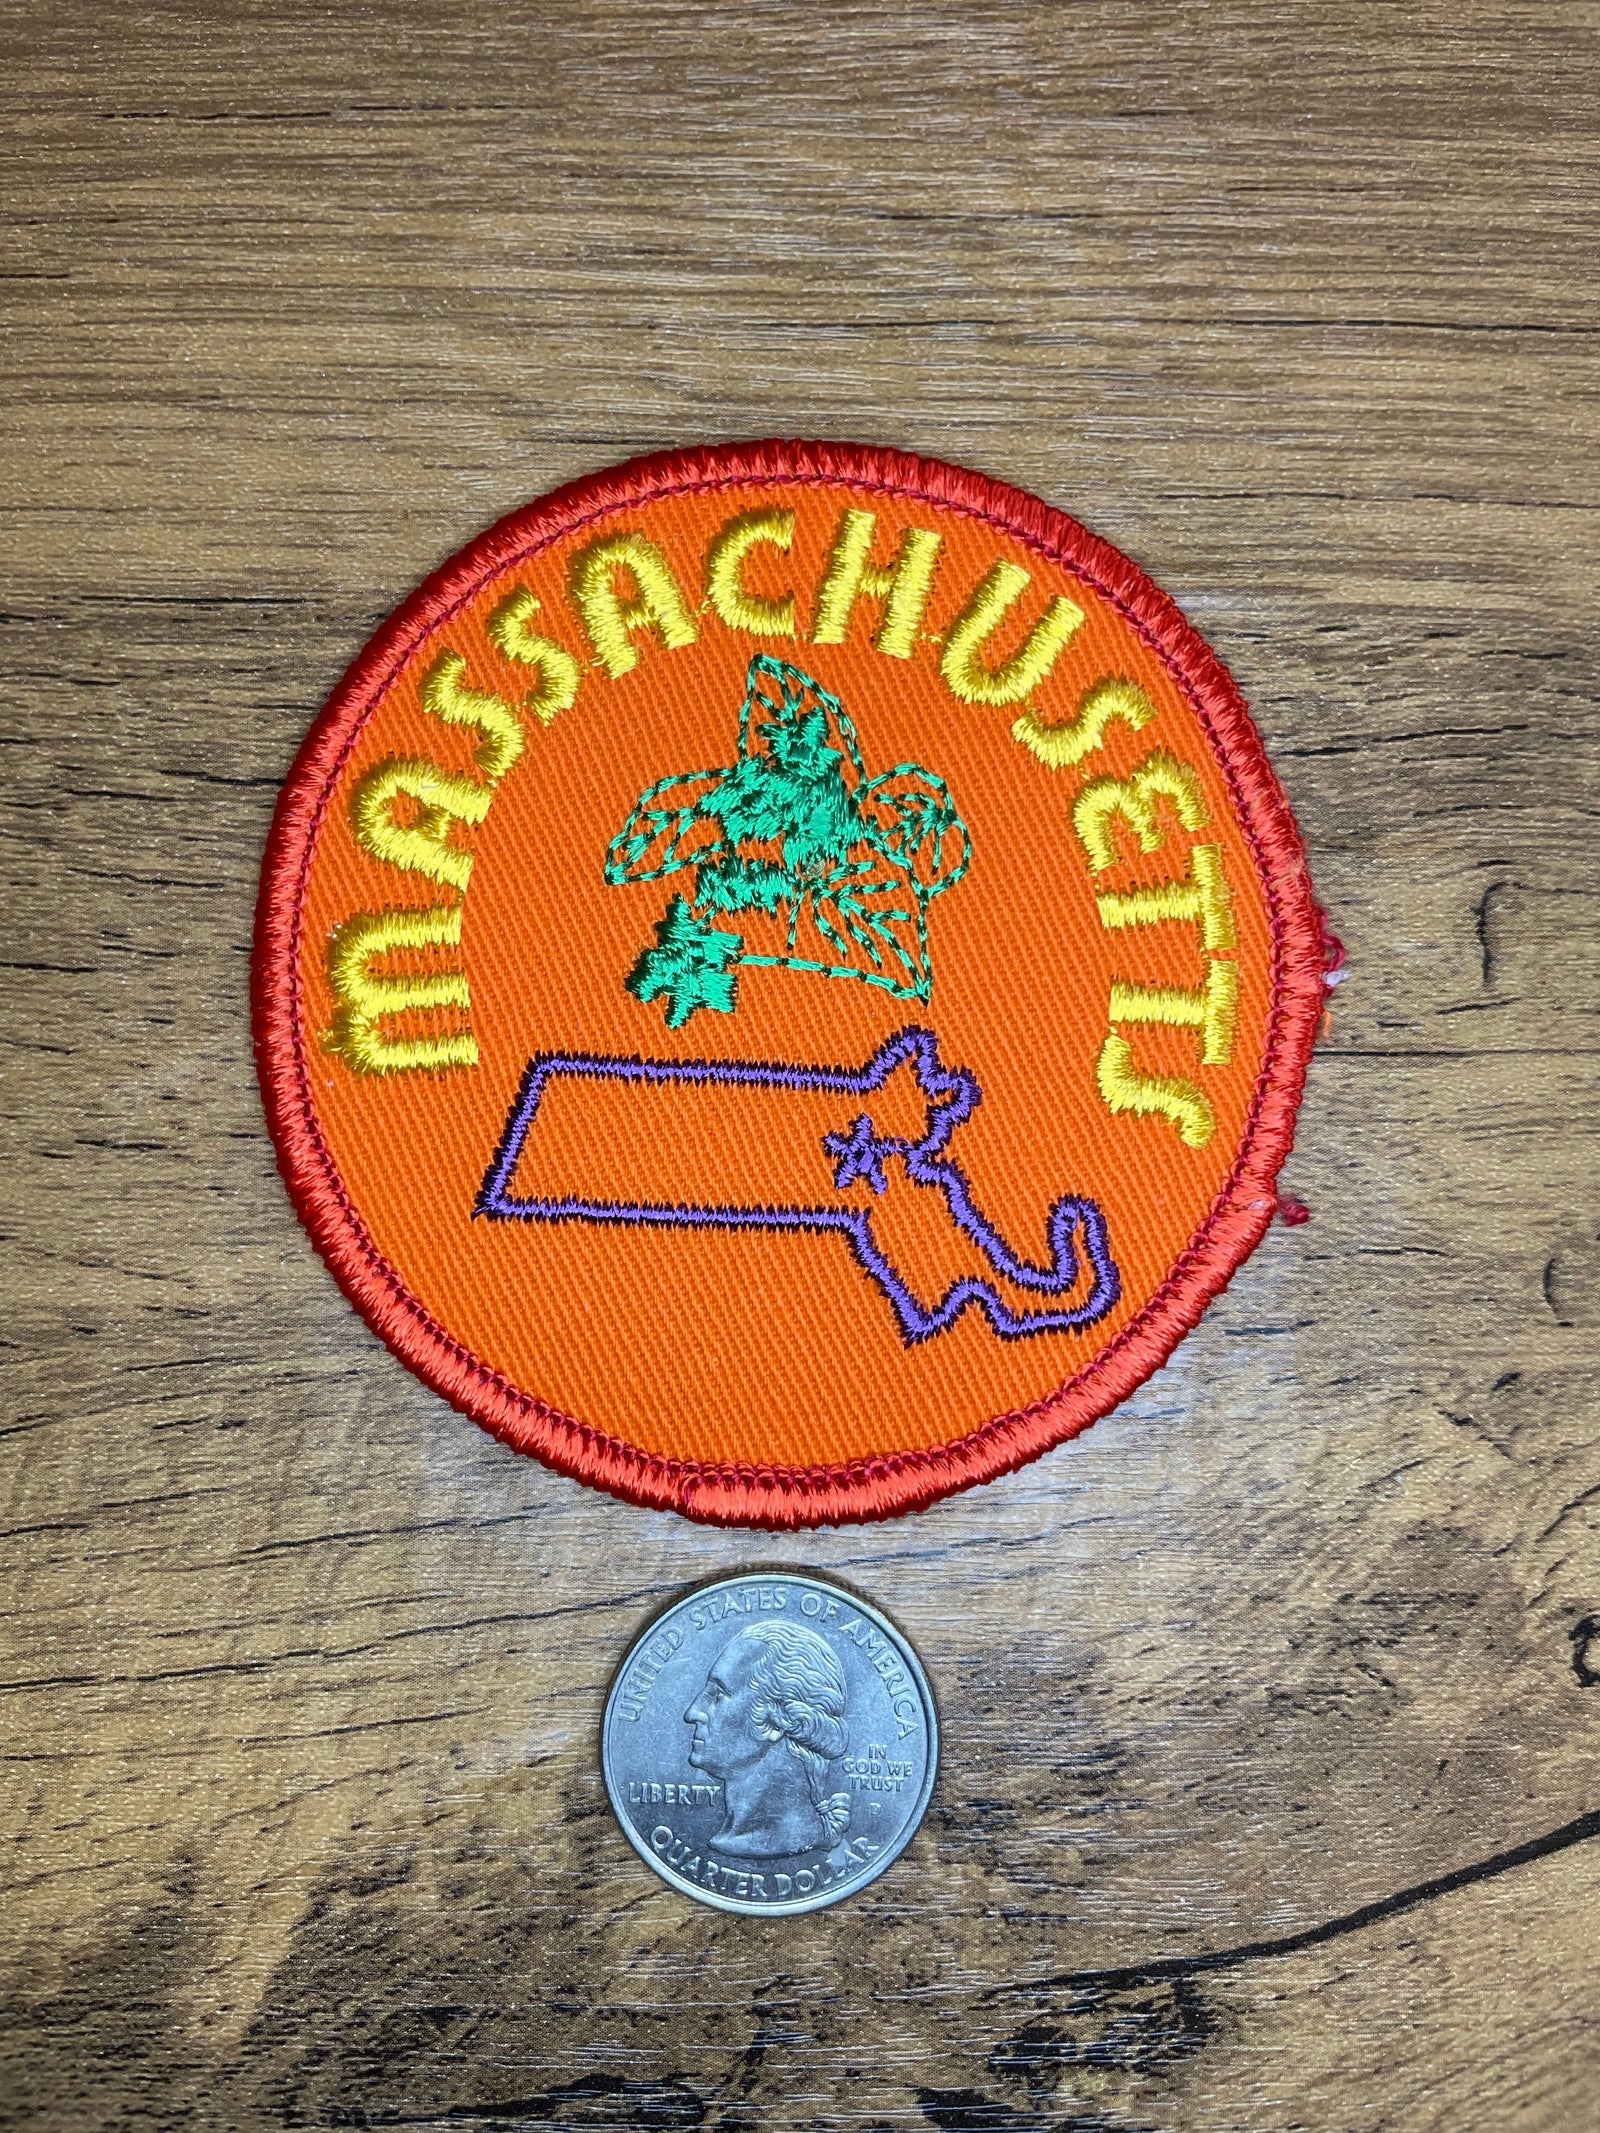 MASSACHUSETTS
UNITED STATES OF AMERICA
LIBERTY
IN
GOD WE
TRUST
D
QUARTER DOLLAR